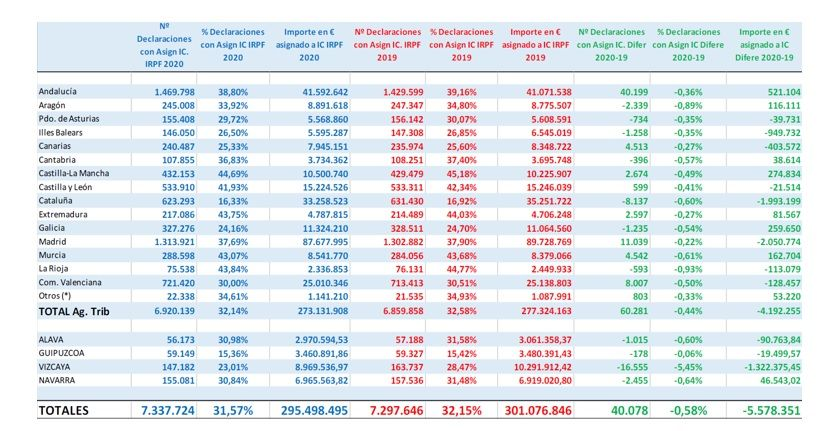 Nº Declaraciones con Asign IC. IRPF 2020 % Declaraciones con Asign IC IRPF 2020 Importe en € asignado a IC IRPF 2020 Nº Declaraciones con Asign IC. IRPF 2019 % Declaraciones con Asign IC IRPF 2019 Importe en € asignado a IC IRPF 2019 Nº Declaraciones con Asign IC. Difer 2020-19 % Declaraciones con Asign IC Difere 2020-19 Importe en € asignado a IC Difere 2020-19
Andalucía 1.469.798 38,80% 41.592.642 1.429.599 39,16% 41.071.538 40.199 -0,36% 521.104
Aragón 245.008 33,92% 8.891.618 247.347 34,80% 8.775.507 -2.339 -0,89% 116.111
Pdo. de Asturias 155.408 29,72% 5.568.860 156.142 30,07% 5.608.591 -734 -0,35% -39.731
Illes Balears 146.050 26,50% 5.595.287 147.308 26,85% 6.545.019 -1.258 -0,35% -949.732
Canarias 240.487 25,33% 7.945.151 235.974 25,60% 8.348.722 4.513 -0,27% -403.572
Cantabria 107.855 36,83% 3.734.362 108.251 37,40% 3.695.748 -396 -0,57% 38.614
Castilla-La Mancha 432.153 44,69% 10.500.740 429.479 45,18% 10.225.907 2.674 -0,49% 274.834
Castilla y León 533.910 41,93% 15.224.526 533.311 42,34% 15.246.039 599 -0,41% -21.514
Cataluña 623.293 16,33% 33.258.523 631.430 16,92% 35.251.722 -8.137 -0,60% -1.993.199
Extremadura 217.086 43,75% 4.787.815 214.489 44,03% 4.706.248 2.597 -0,27% 81.567
Galicia 327.276 24,16% 11.324.210 328.511 24,70% 11.064.560 -1.235 -0,54% 259.650
Madrid 1.313.921 37,69% 87.677.995 1.302.882 37,90% 89.728.769 11.039 -0,22% -2.050.774
Murcia 288.598 43,07% 8.541.770 284.056 43,68% 8.379.066 4.542 -0,61% 162.704
La Rioja 75.538 43,84% 2.336.853 76.131 44,77% 2.449.933 -593 -0,93% -113.079
Com. Valenciana 721.420 30,00% 25.010.346 713.413 30,51% 25.138.803 8.007 -0,50% -128.457
Otros (*) 22.338 34,61% 1.141.210 21.535 34,93% 1.087.991 803 -0,33% 53.220
TOTAL Ag. Trib 6.920.139 32,14% 273.131.908 6.859.858 32,58% 277.324.163 60.281 -0,44% -4.192.255
ALAVA 56.173 30,98% 2.970.594,53 57.188 31,58% 3.061.358,37 -1.015 -0,60% -90.763,84
GUIPUZCOA 59.149 15,36% 3.460.891,86 59.327 15,42% 3.480.391,43 -178 -0,06% -19.499,57
VIZCAYA 147.182 23,01% 8.969.536,97 163.737 28,47% 10.291.912,42 -16.555 -5,45% -1.322.375,45
NAVARRA 155.081 30,84% 6.965.563,82 157.536 31,48% 6.919.020,80 -2.455 -0,64% 46.543,02
TOTALES 7.337.724 31,57% 295.498.495 7.297.646 32,15% 301.076.846 40.078 -0,58% -5.578.351